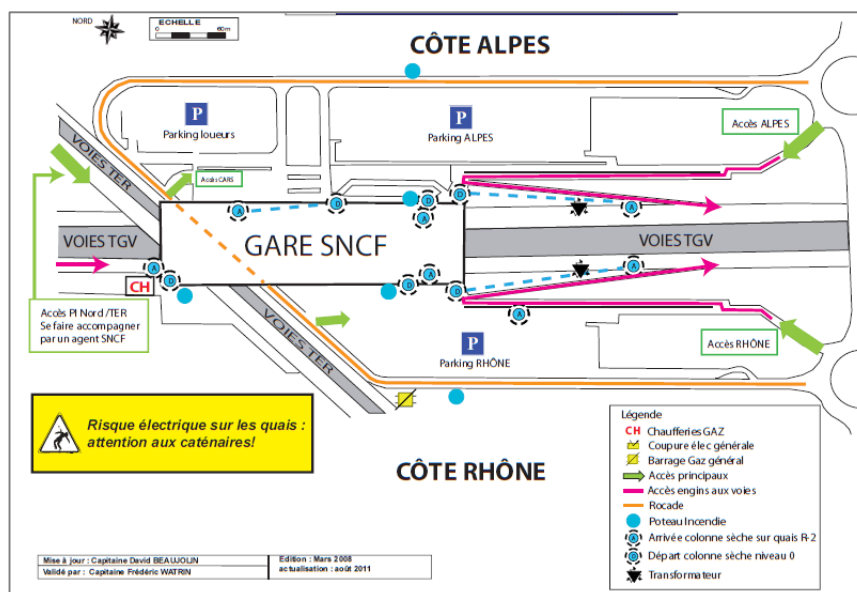 NORD
ECHELLE
0 60m
CÔTE ALPES
P
Parking loueurs
P
Parking ALPES
Accès ALPES
VOIES TER
Accès CARS
A
D
D
A
D
A
VOIES TGV
GARE SNCF
VOIES TGV
A
D
CH
A
D
D
A
A
Accès PI Nord /TER
Se faire accompagner
par un agent SNCF
VOIES TER
P
Parking RHÔNE
Accès RHÔNE
Risque électrique sur les quais :
attention aux caténaires!
CÔTE RHÔNE
Légende
CH Chaufferies GAZ
Coupure élec générale
Barrage Gaz général
Accès principaux
Accès engins aux voies
Rocade
Poteau Incendie
A Arrivée colonne sèche sur quais R-2
D Départ colonne sèche niveau 0
Transformateur
Mise à jour : Capitaine David BEAUJOLIN
Edition : Mars 2008
actualisation : août 2011
Validé par : Capitaine Frédéric WATRIN